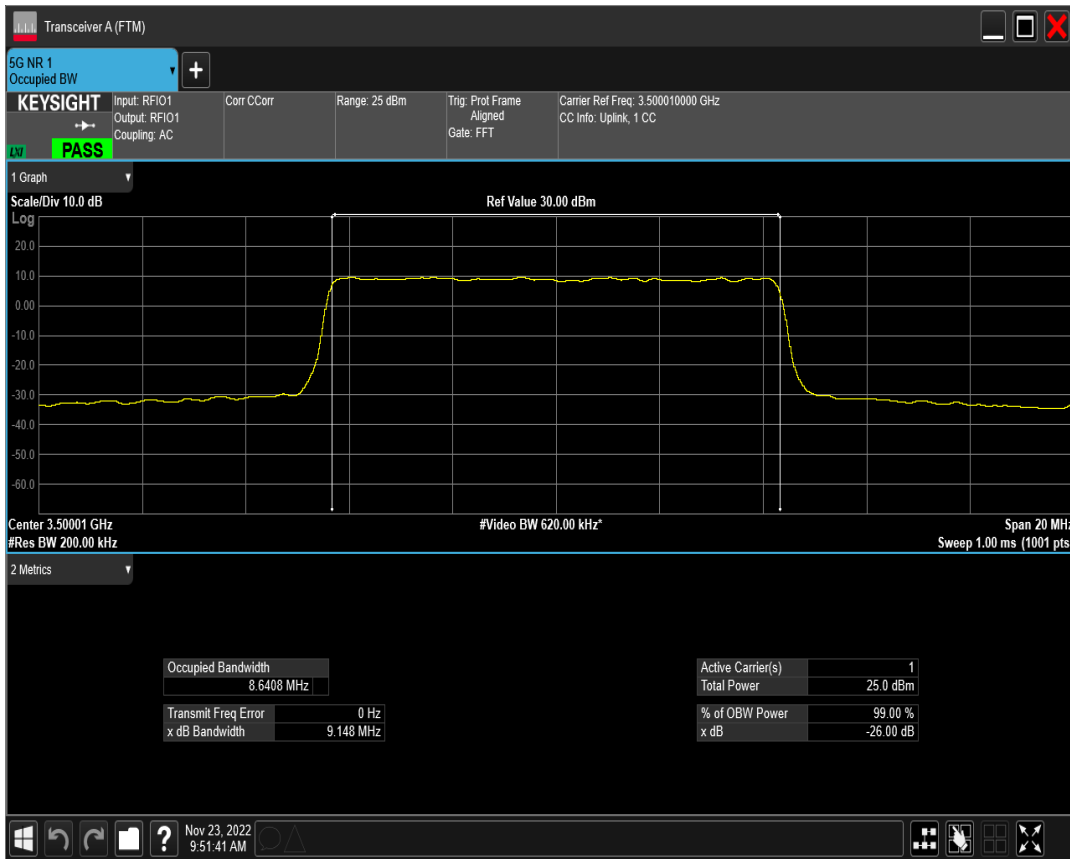 Transceiver A (FTM)
5G NR 1
Occupied BW
+
KEYSIGHT
LXI
PASS
Input: RFIO1
Output: RFIO1
Coupling: AC
Corr CCorr
Range: 25 dBm
Trig: Prot Frame
Aligned
Gate: FFT
Carrier Ref Freq: 3.500010000 GHz
CC Info: Uplink, 1 CC
1 Graph
Scale/Div 10.0 dB
Ref Value 30.00 dBm
Log
20.0
10.0
0.00
-10.0
-20.0
-30.0
-40.0
-50.0
-60.0
Center 3.50001 GHz
#Video BW 620.00 kHz*
Span 20 MHz
#Res BW 200.00 kHz
Sweep 1.00 ms (1001 pts
2 Metrics
Occupied Bandwidth
8.6408 MHz
Transmit Freq Error 0 Hz
x dB Bandwidth 9.148 MHz
Active Carrier(s) 1
Total Power 25.0 dBm
% of OBW Power 99.00 %
x dB -26.00 dB
?
Nov 23, 2022
9:51:41 AM